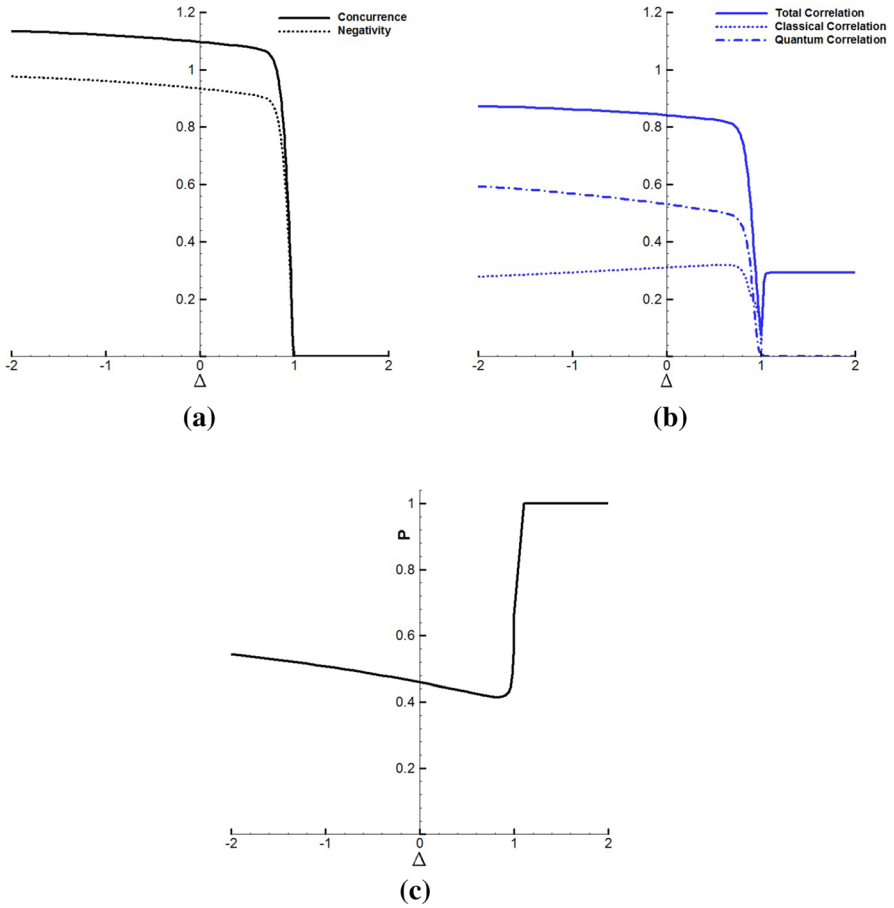 1.2
Concurrence
Negativity
1
0.8
0.6
0.4
0.2
-2 -1 0 1 2
Δ
(a)
1.2
Total Correlation
Classical Correlation
Quantum Correlation
1
0.8
0.6
0.4
0.2
-2 -1 0 1 2
Δ
(b)
1
P
0.8
0.6
0.4
0.2
-2 -1 0 1 2
Δ
(c)